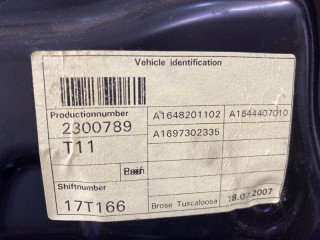 Vehicle identification
Productionnumber
2300789
T11
Shiftnumber
17T166
A1648201102 A1644407010
A1697302335
Brose Tuscaloosa 18.07.2007